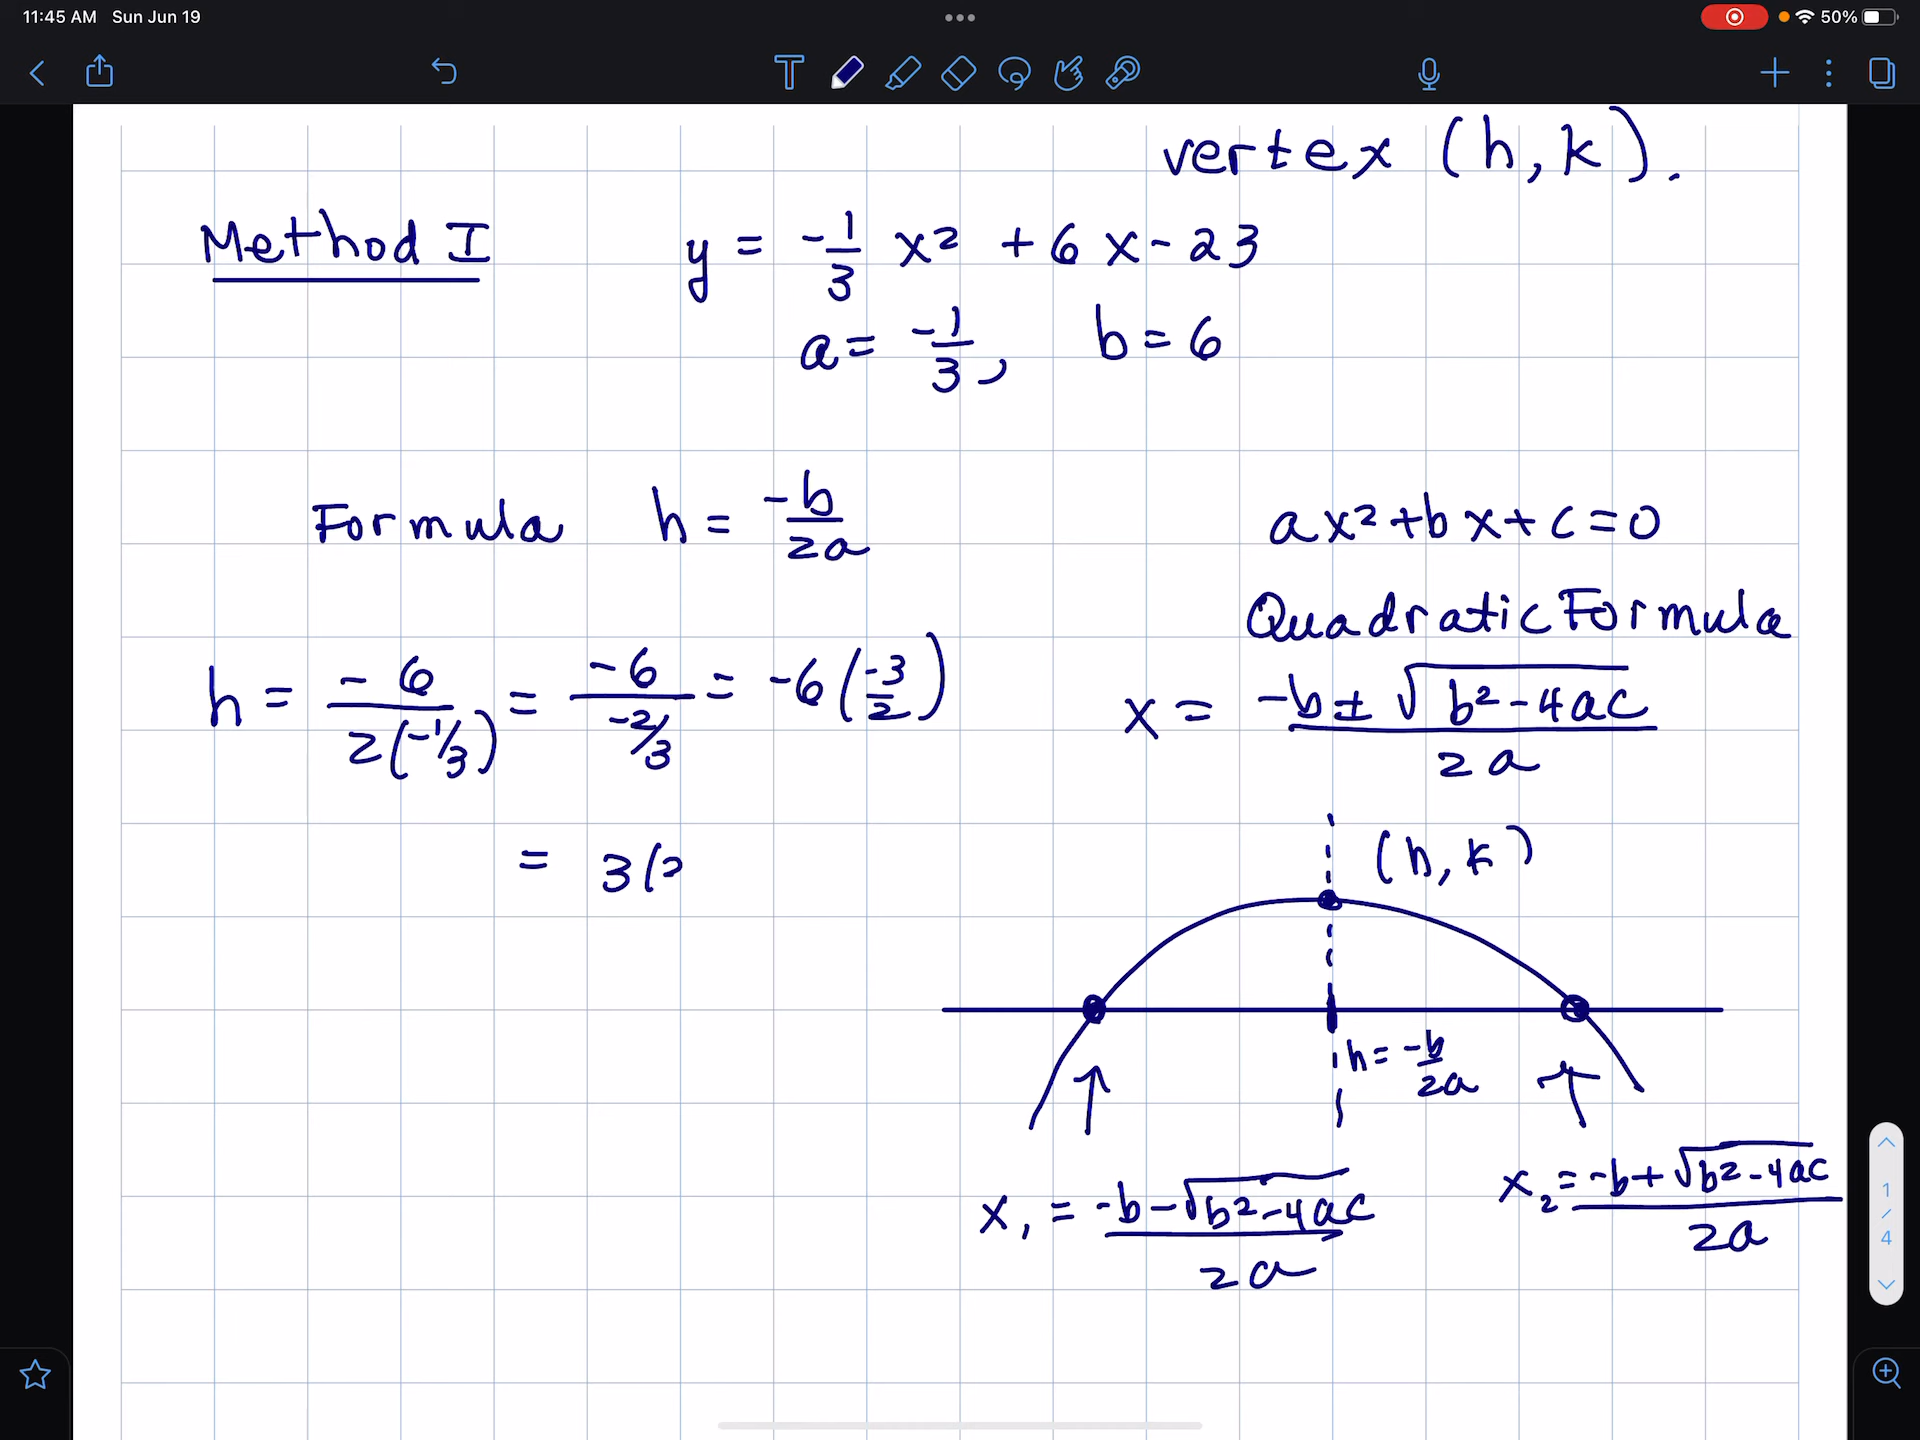 11:45 AM Sun Jun 19
50%
vertex (h, k).
Method I y = -1/3 x² + 6x - 23
a = -1/3, b = 6
Formula h = -b/2a
ax² + bx + c = 0
Quadratic Formula
h = -6/2(-1/3) = -6/-2/3 = -6(-3/2)
x = -b ± √b² - 4ac / 2a
= 3(3
(h, k)
h = -b/2a
x₁ = -b - √b² - 4ac / 2a
x₂ = -b + √b² - 4ac / 2a
1 / 4